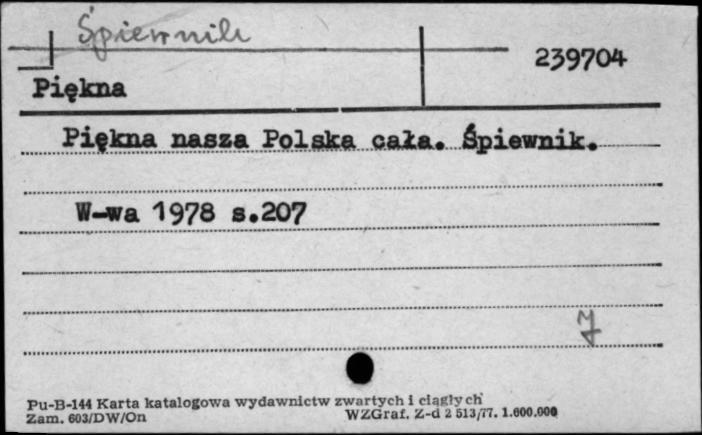 Śpiewnik
239704
Piękna
Piękna nasza Polska cała. Śpiewnik.
W-wa 1978 s.207
Pu-B-144 Karta katalogowa wydawnictw zwartych i ciągłych
Zam. 603/DW/On WZGraf. Z-d 2 513/77. 1.600.000